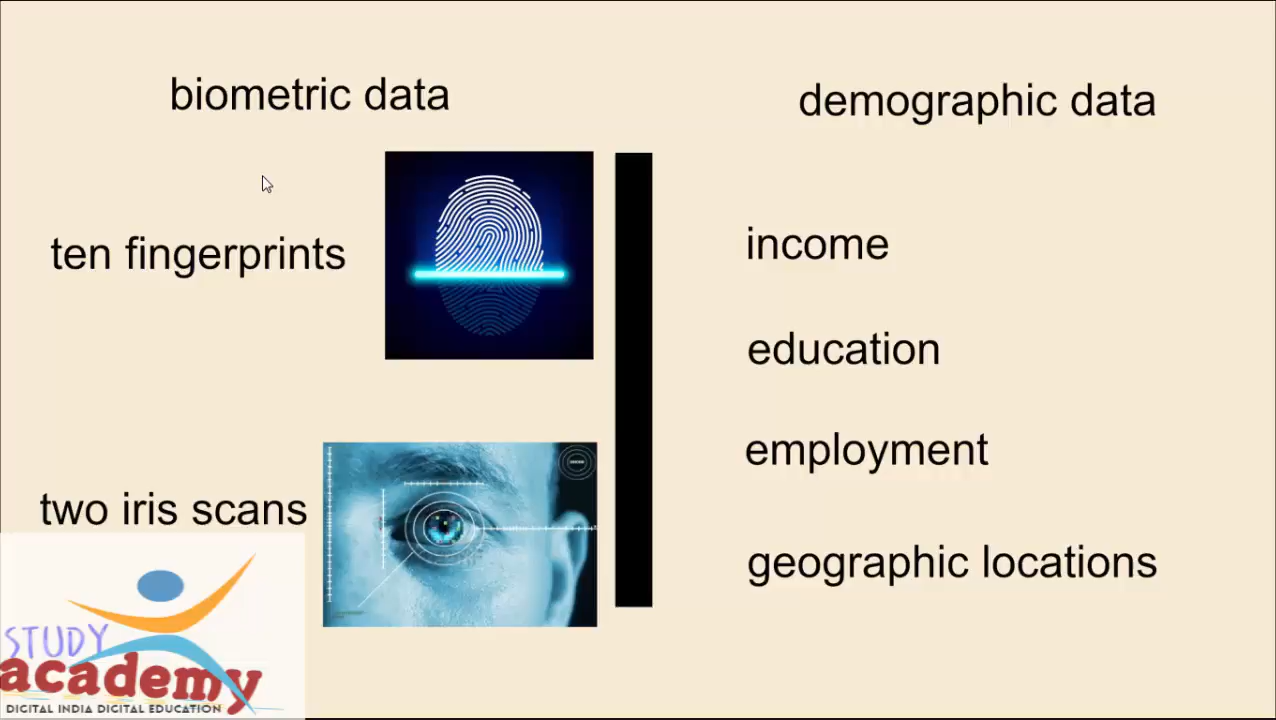 biometric data
ten fingerprints
two iris scans
demographic data
income
education
employment
geographic locations
STUDY
academy
DIGITAL INDIA DIGITAL EDUCATION